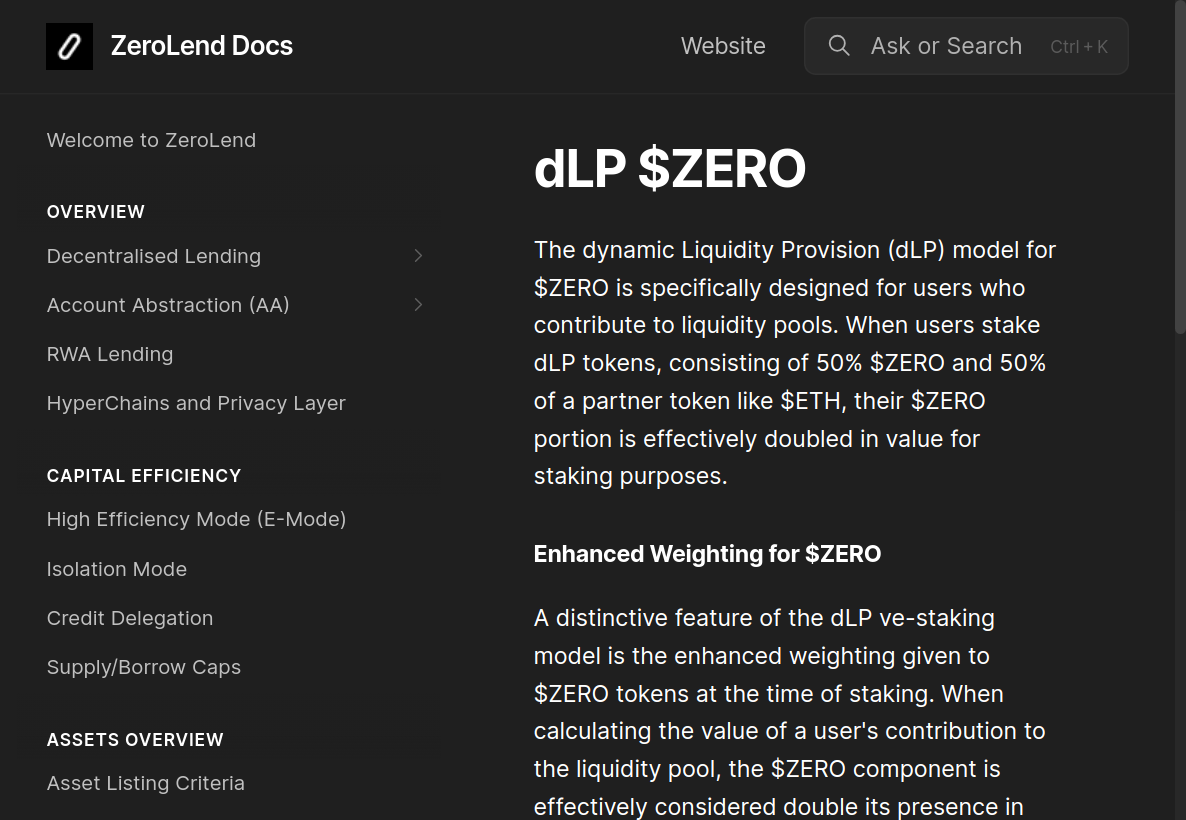 ZeroLend Docs
Website
Ask or Search
Ctrl + K
Welcome to ZeroLend
OVERVIEW
Decentralised Lending
Account Abstraction (AA)
RWA Lending
HyperChains and Privacy Layer
CAPITAL EFFICIENCY
High Efficiency Mode (E-Mode)
Isolation Mode
Credit Delegation
Supply/Borrow Caps
ASSETS OVERVIEW
Asset Listing Criteria
dLP $ZERO
The dynamic Liquidity Provision (dLP) model for
$ZERO is specifically designed for users who
contribute to liquidity pools. When users stake
dLP tokens, consisting of 50% $ZERO and 50%
of a partner token like $ETH, their $ZERO
portion is effectively doubled in value for
staking purposes.
Enhanced Weighting for $ZERO
A distinctive feature of the dLP ve-staking
model is the enhanced weighting given to
$ZERO tokens at the time of staking. When
calculating the value of a user's contribution to
the liquidity pool, the $ZERO component is
effectively considered double its presence in